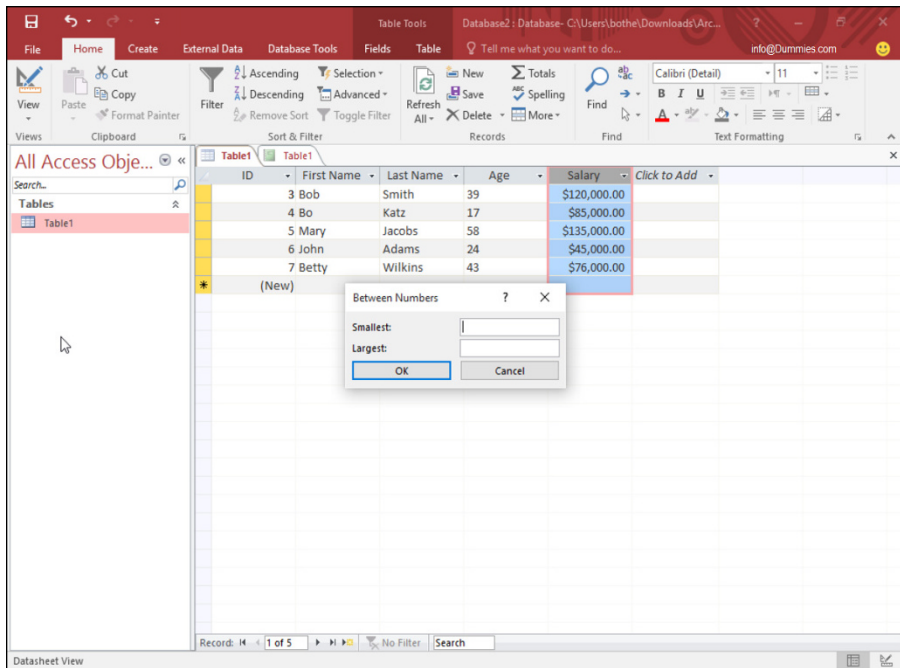 Table Tools
Database2 : Database- C:\Users\bothe\Downloads\Arc...
?
File Home Create External Data Database Tools Fields Table Tell me what you want to do... info@Dummies.com
View
Paste
Cut
Copy
Format Painter
Filter
Ascending
Descending
Remove Sort
Selection
Advanced
Toggle Filter
Refresh
All
New
Save
Delete
Totals
Spelling
More
Find
ab
ac
Calibri (Detail) 11
B I U
A
Views Clipboard Sort & Filter Records Find Text Formatting
All Access Obje... «
Search...
Tables
Table1
Table1 Table1
ID First Name Last Name Age Salary Click to Add
3 Bob Smith 39 $120,000.00
4 Bo Katz 17 $85,000.00
5 Mary Jacobs 58 $135,000.00
6 John Adams 24 $45,000.00
7 Betty Wilkins 43 $76,000.00
* (New)
Between Numbers ?
Smallest:
Largest:
OK Cancel
Record: 1 of 5 No Filter Search
Datasheet View